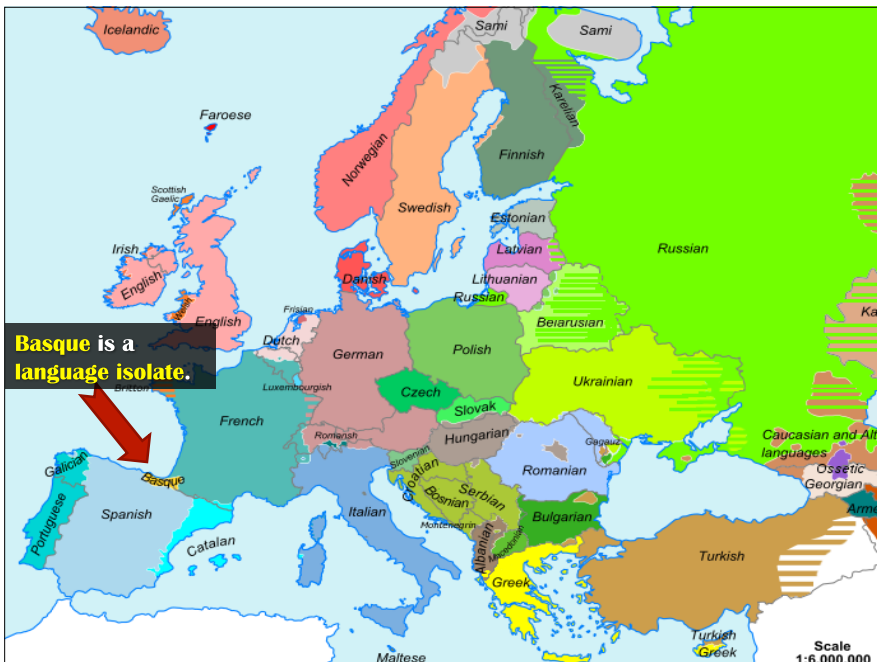 Icelandic
Sami
Sami
Faroese
Karelian
Norwegian
Finnish
Scottish
Gaelic
Swedish
Estonian
Irish
Latvian
Russian
English
Danish
Lithuanian
Russian
Welsh
Frisian
English
Belarusian
Basque is a
language isolate.
Dutch
German
Polish
Luxembourgish
Ukrainian
Britton
Czech
French
Slovak
Romansh
Hungarian
Gagauz
Caucasian and Alt
languages
Galician
Slovenian
Romanian
Ossetic
Basque
Croatian
Georgian
Bosnian
Serbian
Portuguese
Spanish
Italian
Bulgarian
Arme
Montenegrin
Catalan
Albanian
Macedonian
Turkish
Greek
Turkish
Greek
Maltese
Scale
1:6 000 000
Ka